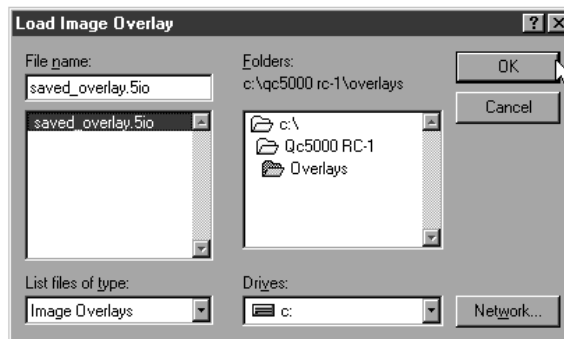 Load Image Overlay
File name:
saved_overlay.5io
saved_overlay.5io
List files of type:
Image Overlays
Folders:
c:\qc5000 rc-1\overlays
c:\
Qc5000 RC-1
Overlays
Drives:
c:
OK
Cancel
Network...